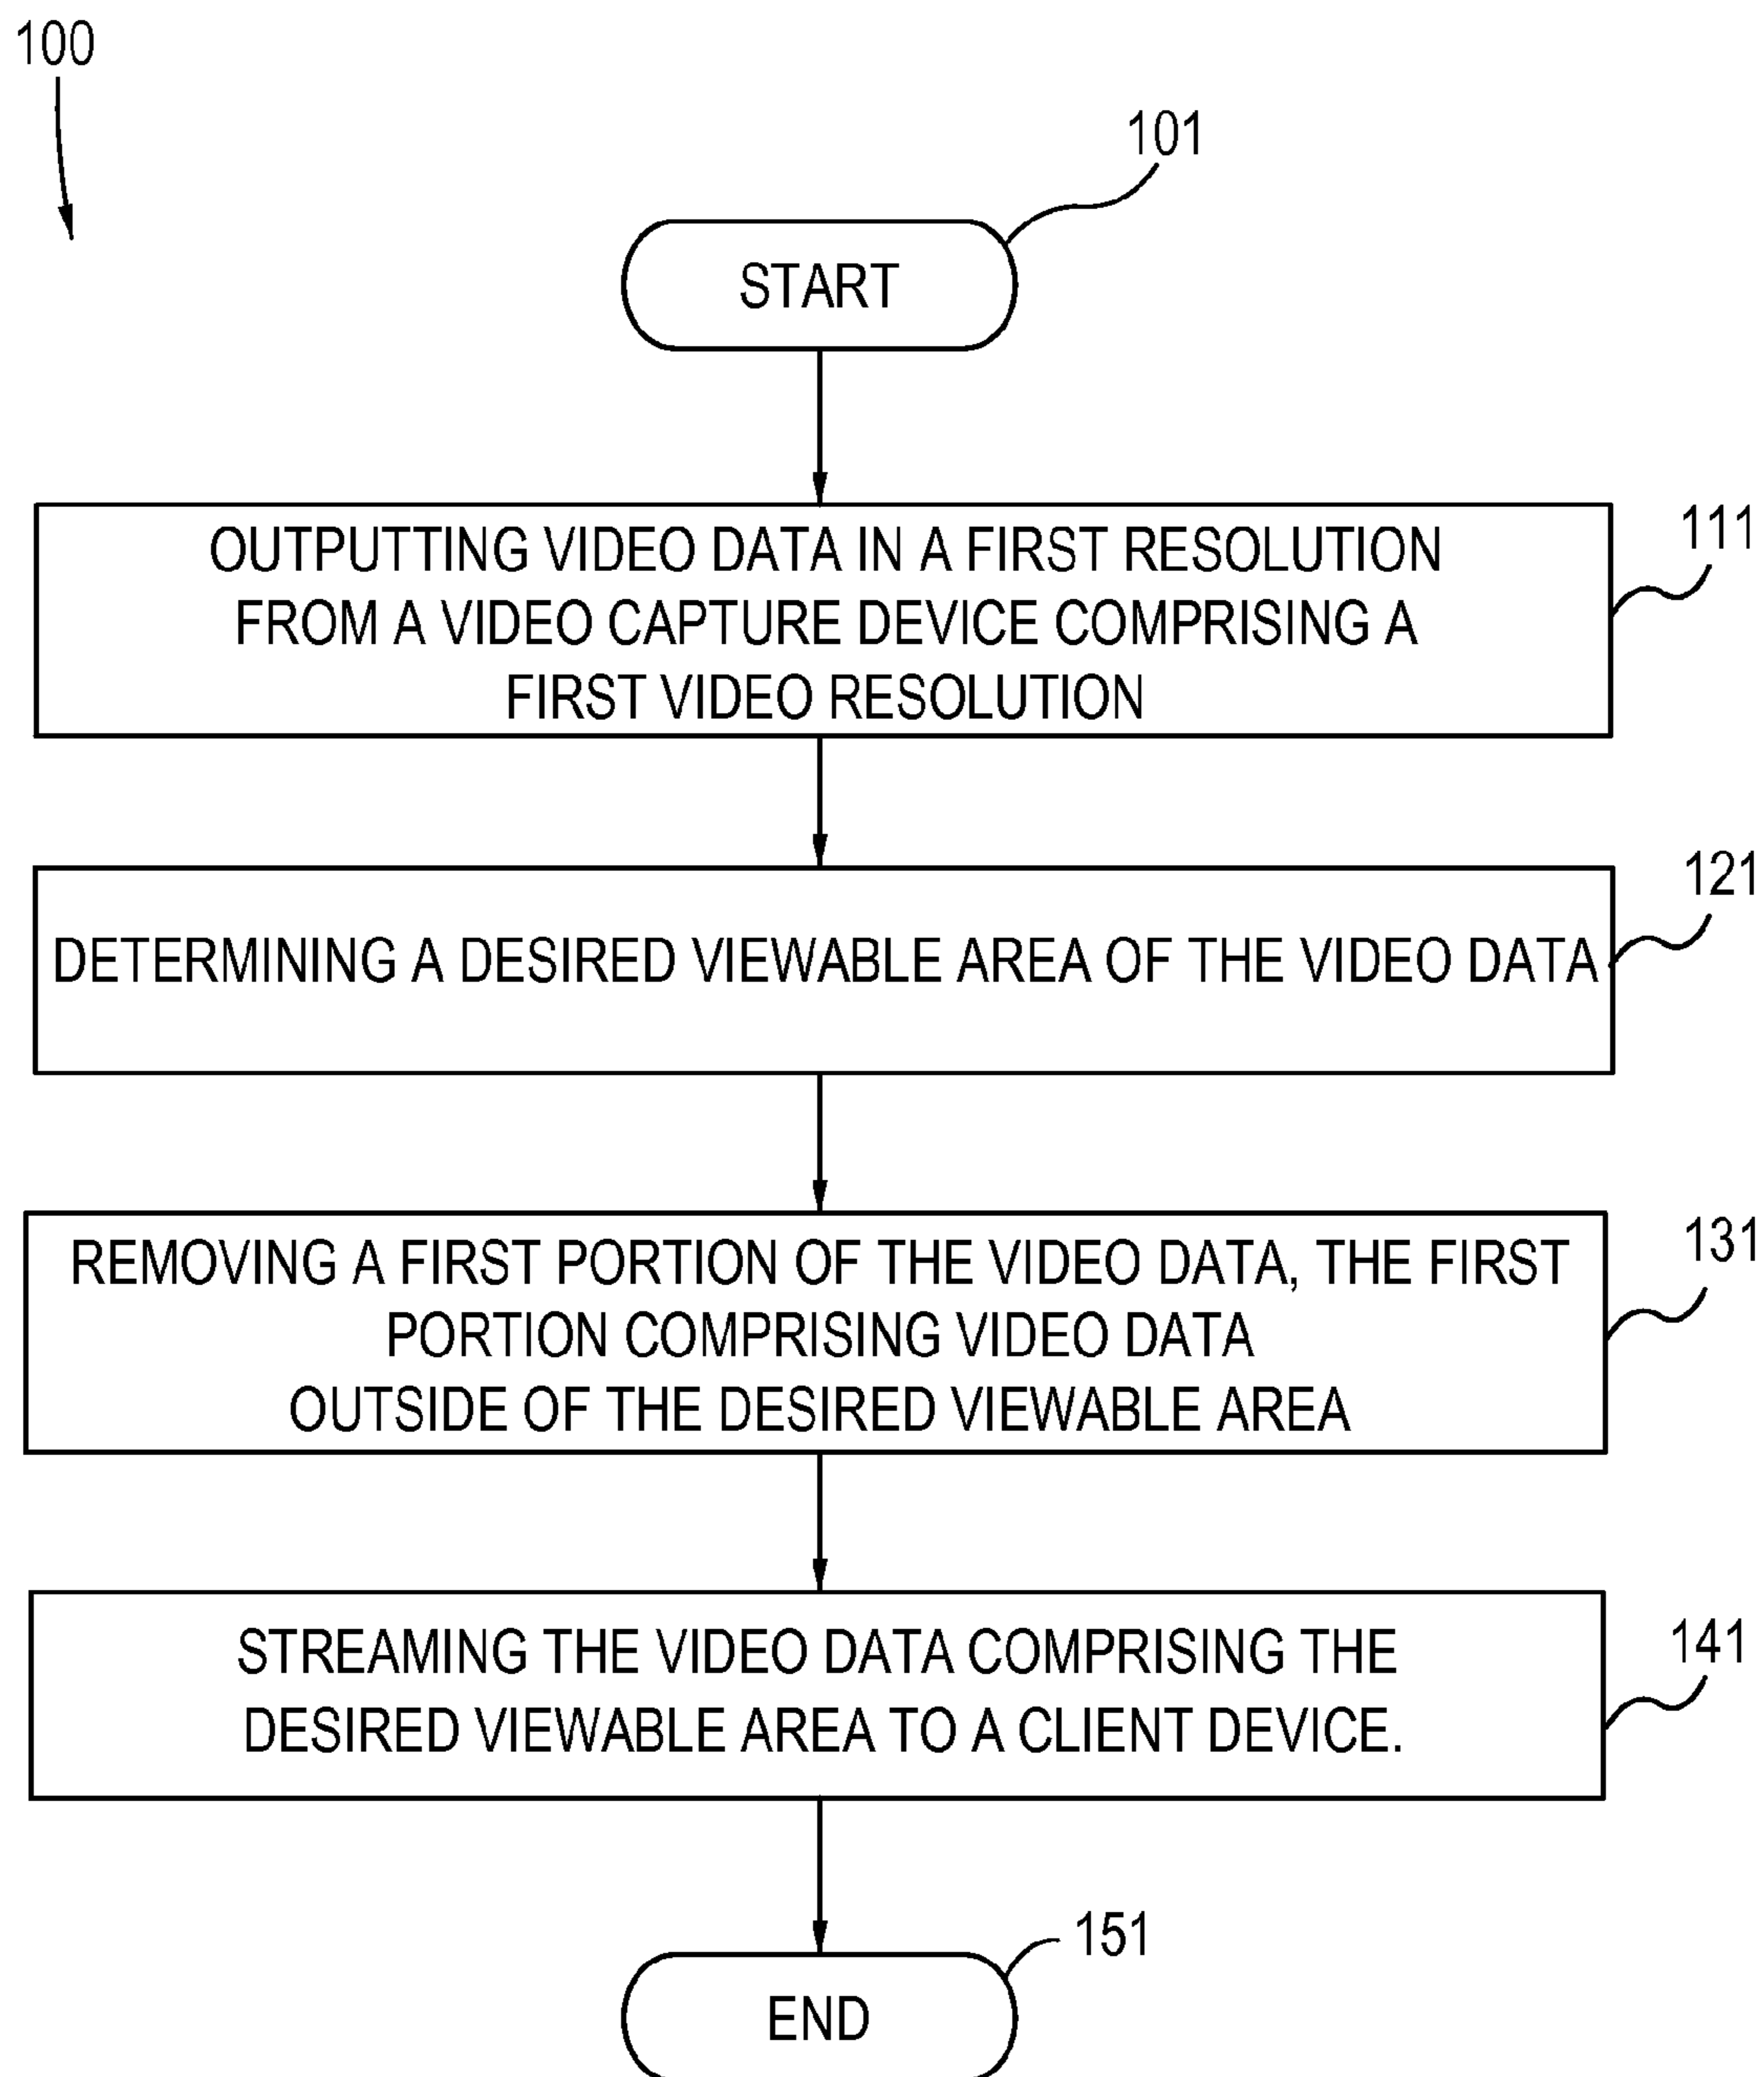 100
101
START
OUTPUTTING VIDEO DATA IN A FIRST RESOLUTION
FROM A VIDEO CAPTURE DEVICE COMPRISING A
FIRST VIDEO RESOLUTION
111
DETERMINING A DESIRED VIEWABLE AREA OF THE VIDEO DATA
121
REMOVING A FIRST PORTION OF THE VIDEO DATA, THE FIRST
PORTION COMPRISING VIDEO DATA
OUTSIDE OF THE DESIRED VIEWABLE AREA
131
STREAMING THE VIDEO DATA COMPRISING THE
DESIRED VIEWABLE AREA TO A CLIENT DEVICE.
141
151
END